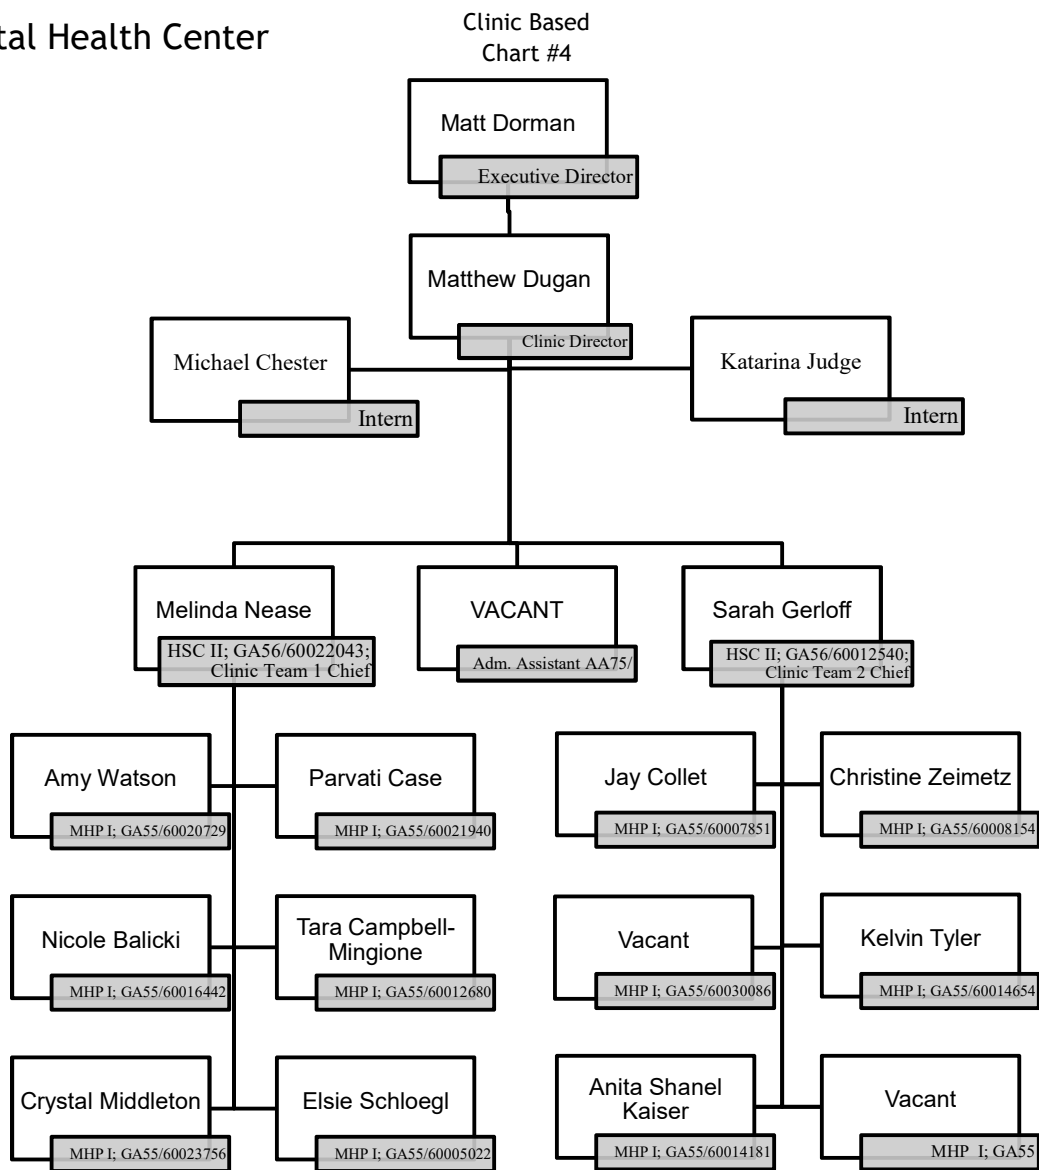 tal Health Center
Clinic Based
Chart #4
Matt Dorman
Executive Director
Matthew Dugan
Clinic Director
Michael Chester
Intern
Katarina Judge
Intern
Melinda Nease
HSC II; GA56/60022043;
Clinic Team 1 Chief
VACANT
Adm. Assistant AA75/
Sarah Gerloff
HSC II; GA56/60012540;
Clinic Team 2 Chief
Amy Watson
MHP I; GA55/60020729
Parvati Case
MHP I; GA55/60021940
Jay Collet
MHP I; GA55/60007851
Christine Zeimetz
MHP I; GA55/60008154
Nicole Balicki
MHP I; GA55/60016442
Tara Campbell-
Mingione
MHP I; GA55/60012680
Vacant
MHP I; GA55/60030086
Kelvin Tyler
MHP I; GA55/60014654
Crystal Middleton
MHP I; GA55/60023756
Elsie Schloegl
MHP I; GA55/60005022
Anita Shanel
Kaiser
MHP I; GA55/60014181
Vacant
MHP I; GA55